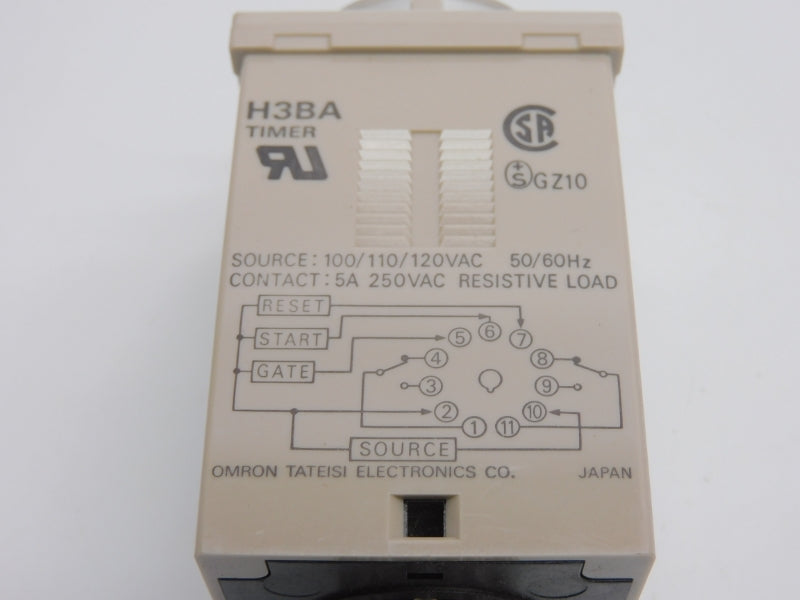 H3BA
TIMER
SA
+
S GZ10
SOURCE: 100/110/120VAC 50/60Hz
CONTACT: 5A 250VAC RESISTIVE LOAD
RESET
START
GATE
5 6 7
4 8
3 9
2 10
1 11
SOURCE
OMRON TATEISI ELECTRONICS CO. JAPAN